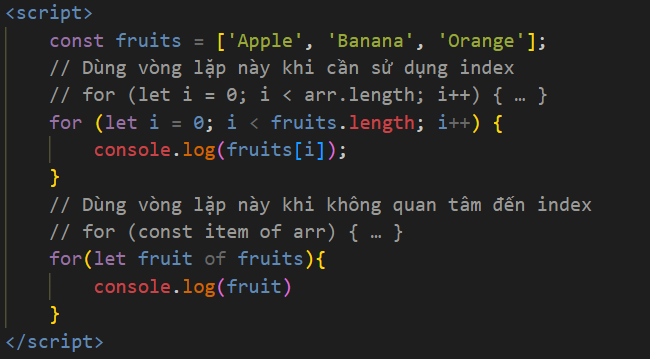 <script>
const fruits = ['Apple', 'Banana', 'Orange'];
// Dùng vòng lặp này khi cần sử dụng index
// for (let i = 0; i < arr.length; i++) { … }
for (let i = 0; i < fruits.length; i++) {
console.log(fruits[i]);
}
// Dùng vòng lặp này khi không quan tâm đến index
// for (const item of arr) { … }
for(let fruit of fruits){
console.log(fruit)
}
</script>